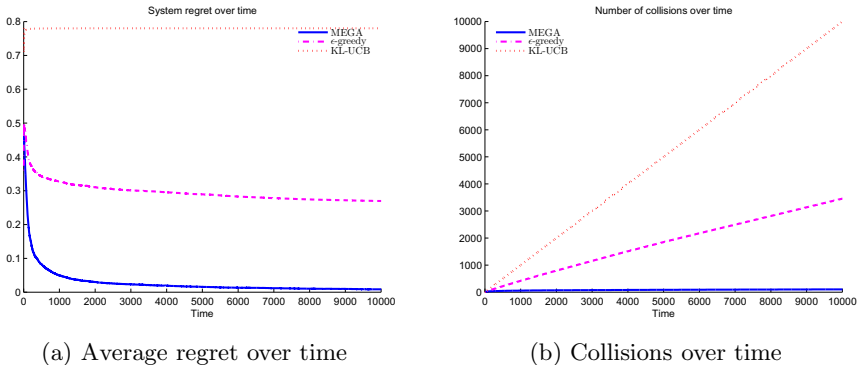 System regret over time
0.8
0.7
0.6
0.5
0.4
0.3
0.2
0.1
0
MEGA
ϵ-greedy
KL-UCB
0 1000 2000 3000 4000 5000 6000 7000 8000 9000 10000
Time
(a) Average regret over time
Number of collisions over time
10000
9000
8000
7000
6000
5000
4000
3000
2000
1000
0
MEGA
ϵ-greedy
KL-UCB
0 1000 2000 3000 4000 5000 6000 7000 8000 9000 10000
Time
(b) Collisions over time